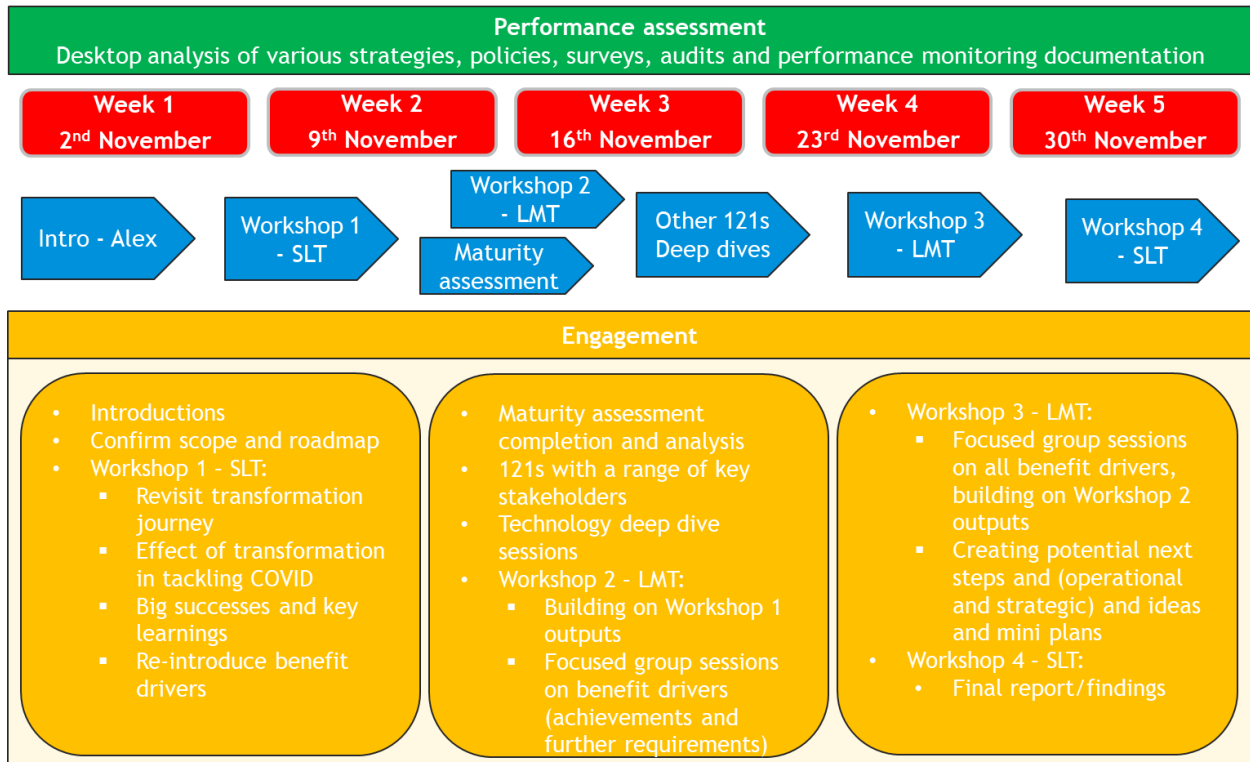 Performance assessment
Desktop analysis of various strategies, policies, surveys, audits and performance monitoring documentation
Week 1
2nd November
Week 2
9th November
Week 3
16th November
Week 4
23rd November
Week 5
30th November
Intro - Alex
Workshop 1
- SLT
Workshop 2
- LMT
Maturity
assessment
Other 121s
Deep dives
Workshop 3
- LMT
Workshop 4
- SLT
Engagement
• Introductions
• Confirm scope and roadmap
• Workshop 1 – SLT:
▪ Revisit transformation
journey
▪ Effect of transformation
in tackling COVID
▪ Big successes and key
learnings
▪ Re-introduce benefit
drivers
• Maturity assessment
completion and analysis
• 121s with a range of key
stakeholders
• Technology deep dive
sessions
• Workshop 2 – LMT:
▪ Building on Workshop 1
outputs
▪ Focused group sessions
on benefit drivers
(achievements and
further requirements)
• Workshop 3 – LMT:
▪ Focused group sessions
on all benefit drivers,
building on Workshop 2
outputs
▪ Creating potential next
steps and (operational
and strategic) and ideas
and mini plans
• Workshop 4 – SLT:
• Final report/findings